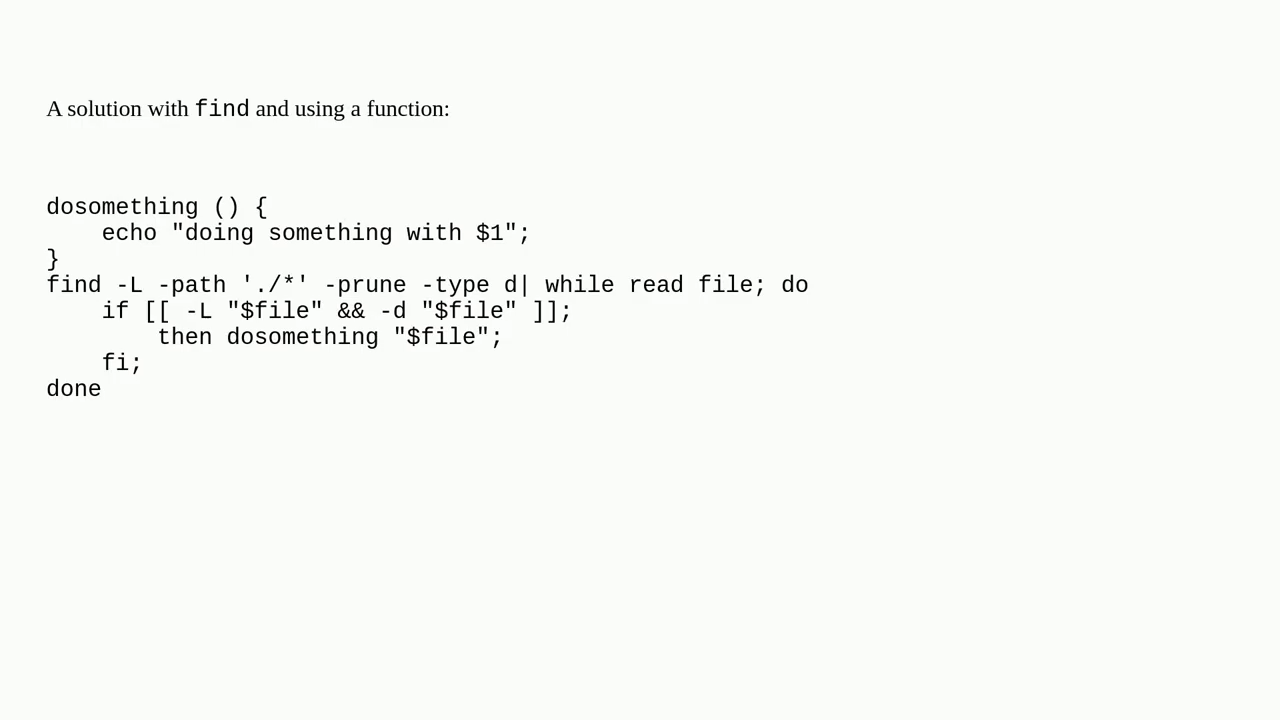 A solution with find and using a function:
dosomething () {
    echo "doing something with $1";
}
find -L -path './*' -prune -type d| while read file; do
    if [[ -L "$file" && -d "$file" ]];
        then dosomething "$file";
    fi;
done